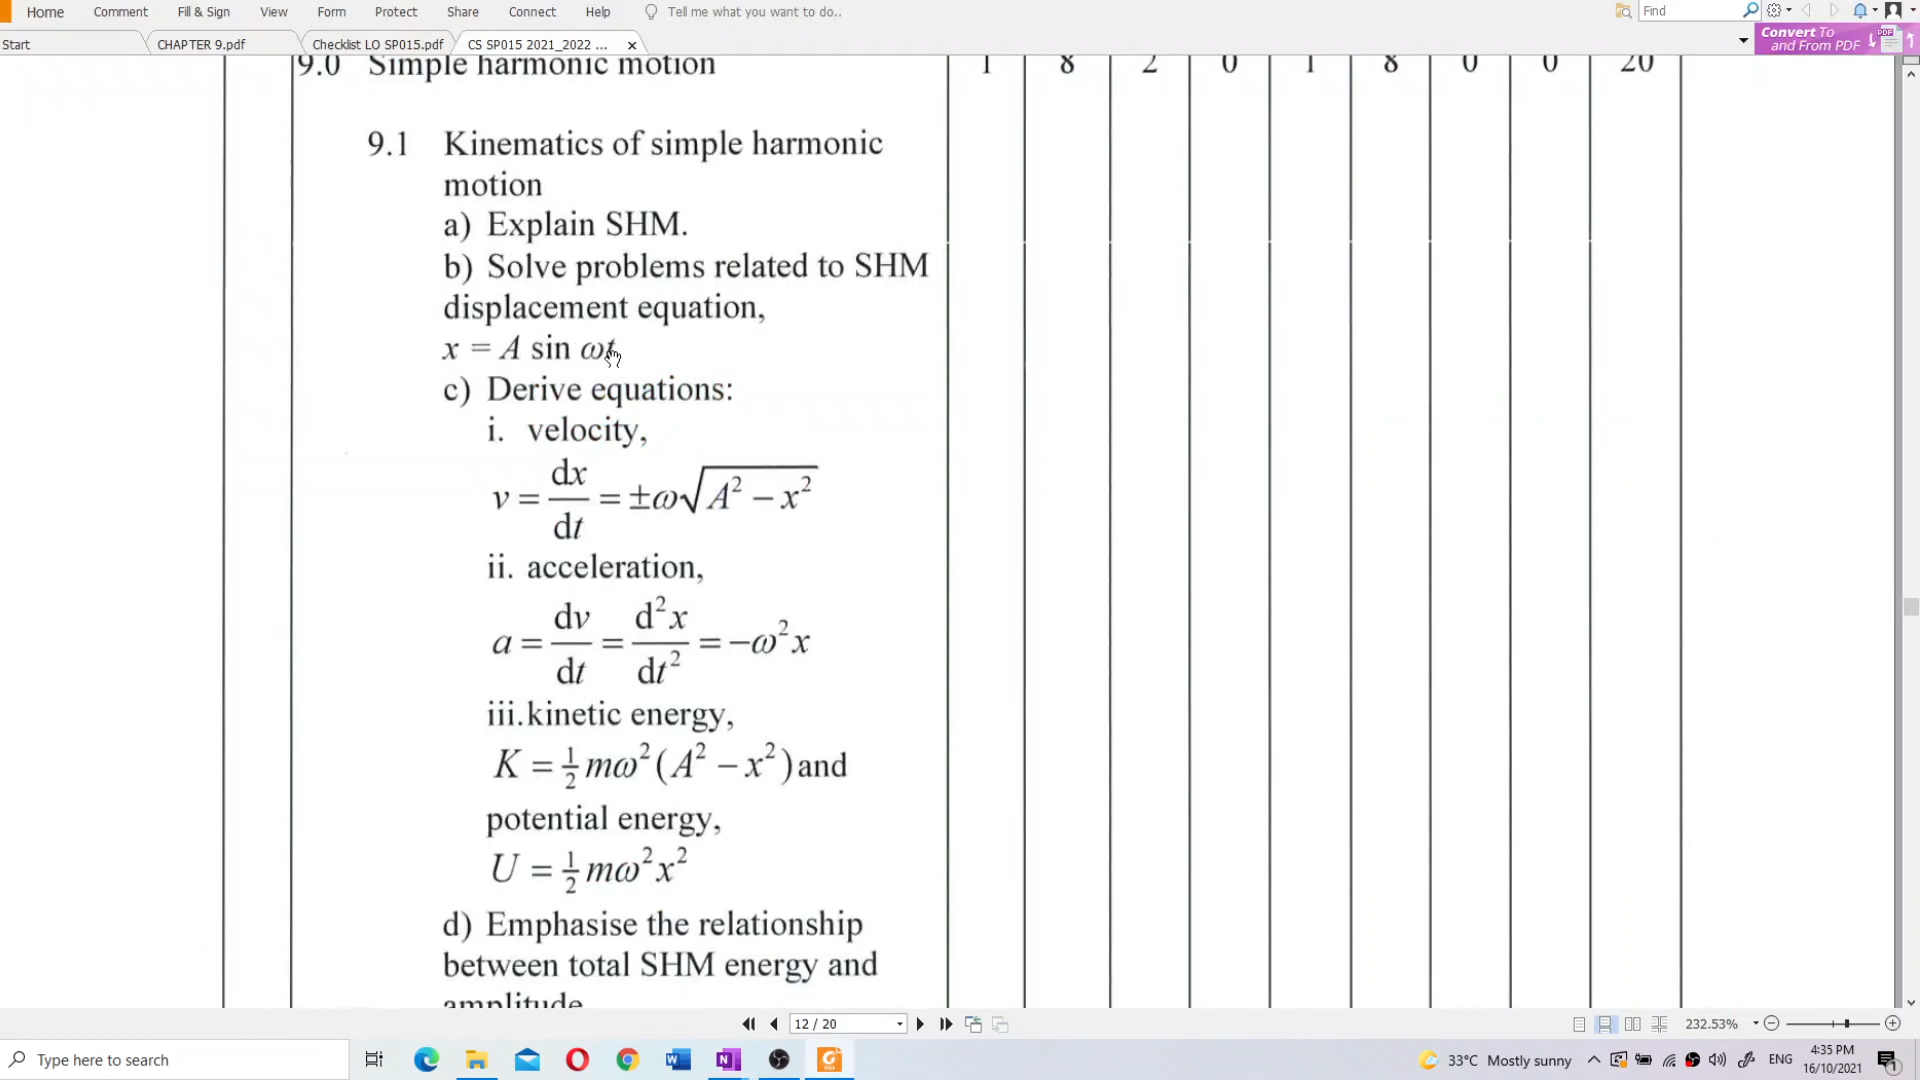 Home Comment Fill & Sign View Form Protect Share Connect Help Tell me what you want to do.. Find
Start CHAPTER 9.pdf Checklist LO SP015.pdf CS SP015 2021_2022 ... ×
Convert To
and From PDF
PDF
9.0 Simple harmonic motion 1 8 2 0 1 8 0 0 20
9.1 Kinematics of simple harmonic
motion
a) Explain SHM.
b) Solve problems related to SHM
displacement equation,
x = A sin ωt
c) Derive equations:
i. velocity,
v = dx/dt = ±ω√(A² − x²)
ii. acceleration,
a = dv/dt = d²x/dt² = −ω²x
iii. kinetic energy,
K = ½ mω² (A² − x²) and
potential energy,
U = ½ mω²x²
d) Emphasise the relationship
between total SHM energy and
amplitude
12 / 20 232.53%
Type here to search 33°C Mostly sunny ENG 4:35 PM
16/10/2021